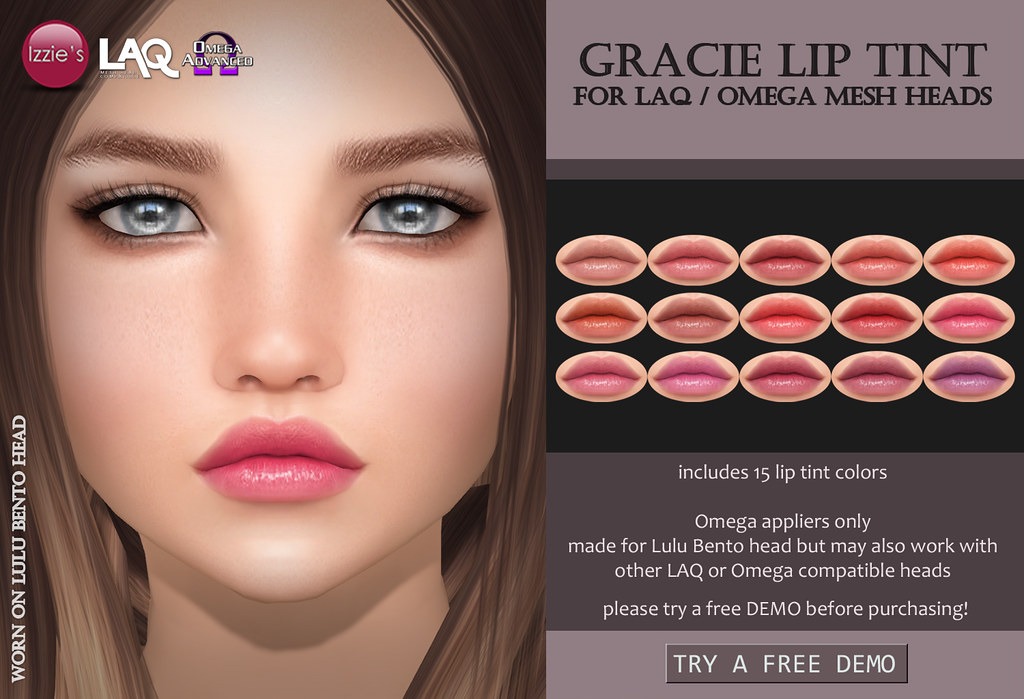 Izzie's
LAQ
OMEGA
ADVANCED
GRACIE LIP TINT
FOR LAQ / OMEGA MESH HEADS
WORN ON LULU BENTO HEAD
includes 15 lip tint colors
Omega appliers only
made for Lulu Bento head but may also work with
other LAQ or Omega compatible heads
please try a free DEMO before purchasing!
TRY A FREE DEMO